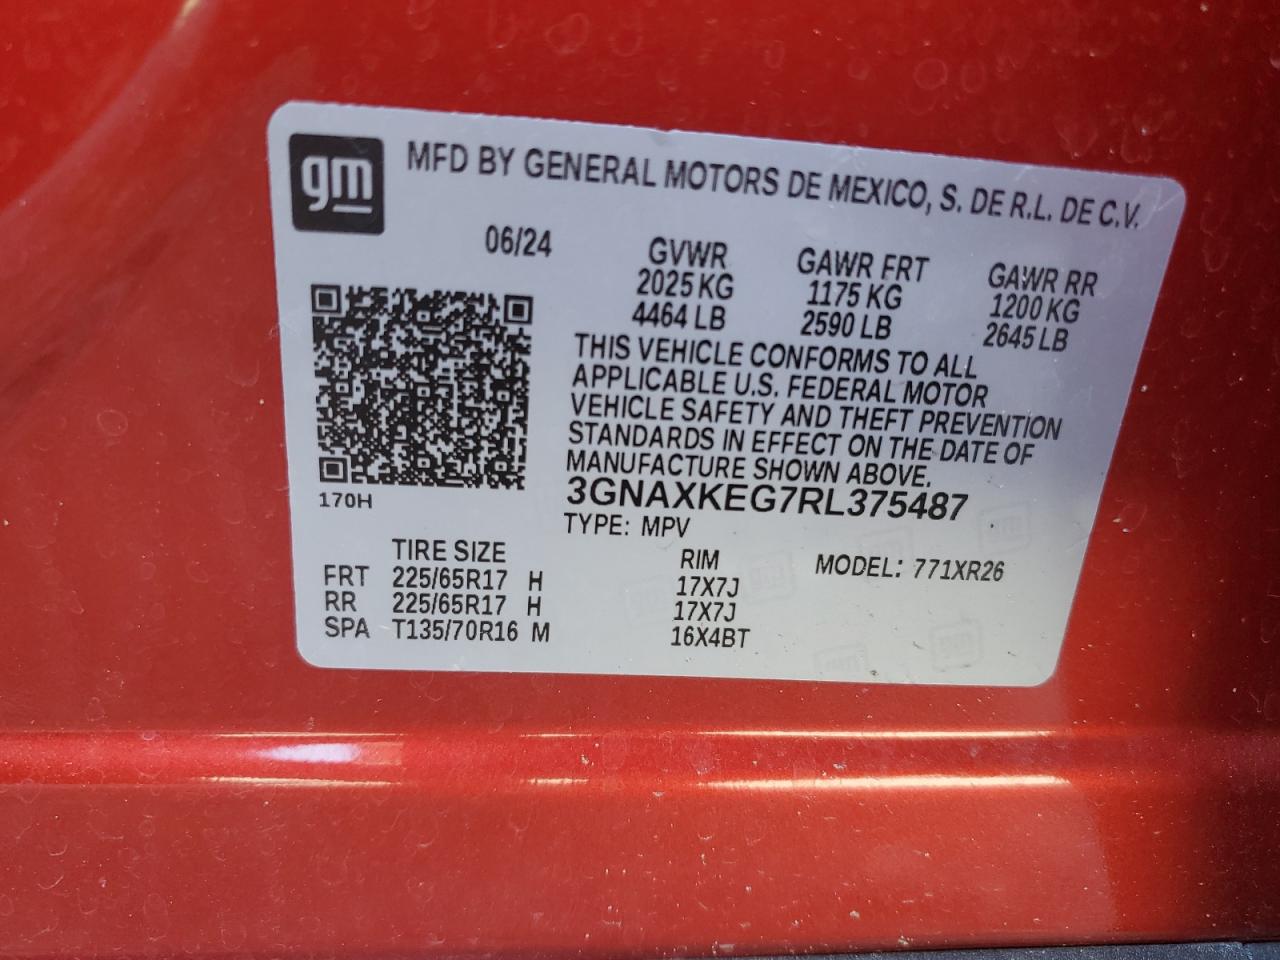 gm
MFD BY GENERAL MOTORS DE MEXICO, S. DE R.L. DE C.V.
06/24
GVWR GAWR FRT GAWR RR
2025 KG 1175 KG 1200 KG
4464 LB 2590 LB 2645 LB
THIS VEHICLE CONFORMS TO ALL
APPLICABLE U.S. FEDERAL MOTOR
VEHICLE SAFETY AND THEFT PREVENTION
STANDARDS IN EFFECT ON THE DATE OF
MANUFACTURE SHOWN ABOVE.
3GNAXKEG7RL375487
170H
TYPE: MPV
TIRE SIZE RIM MODEL: 771XR26
FRT 225/65R17 H 17X7J
RR 225/65R17 H 17X7J
SPA T135/70R16 M 16X4BT